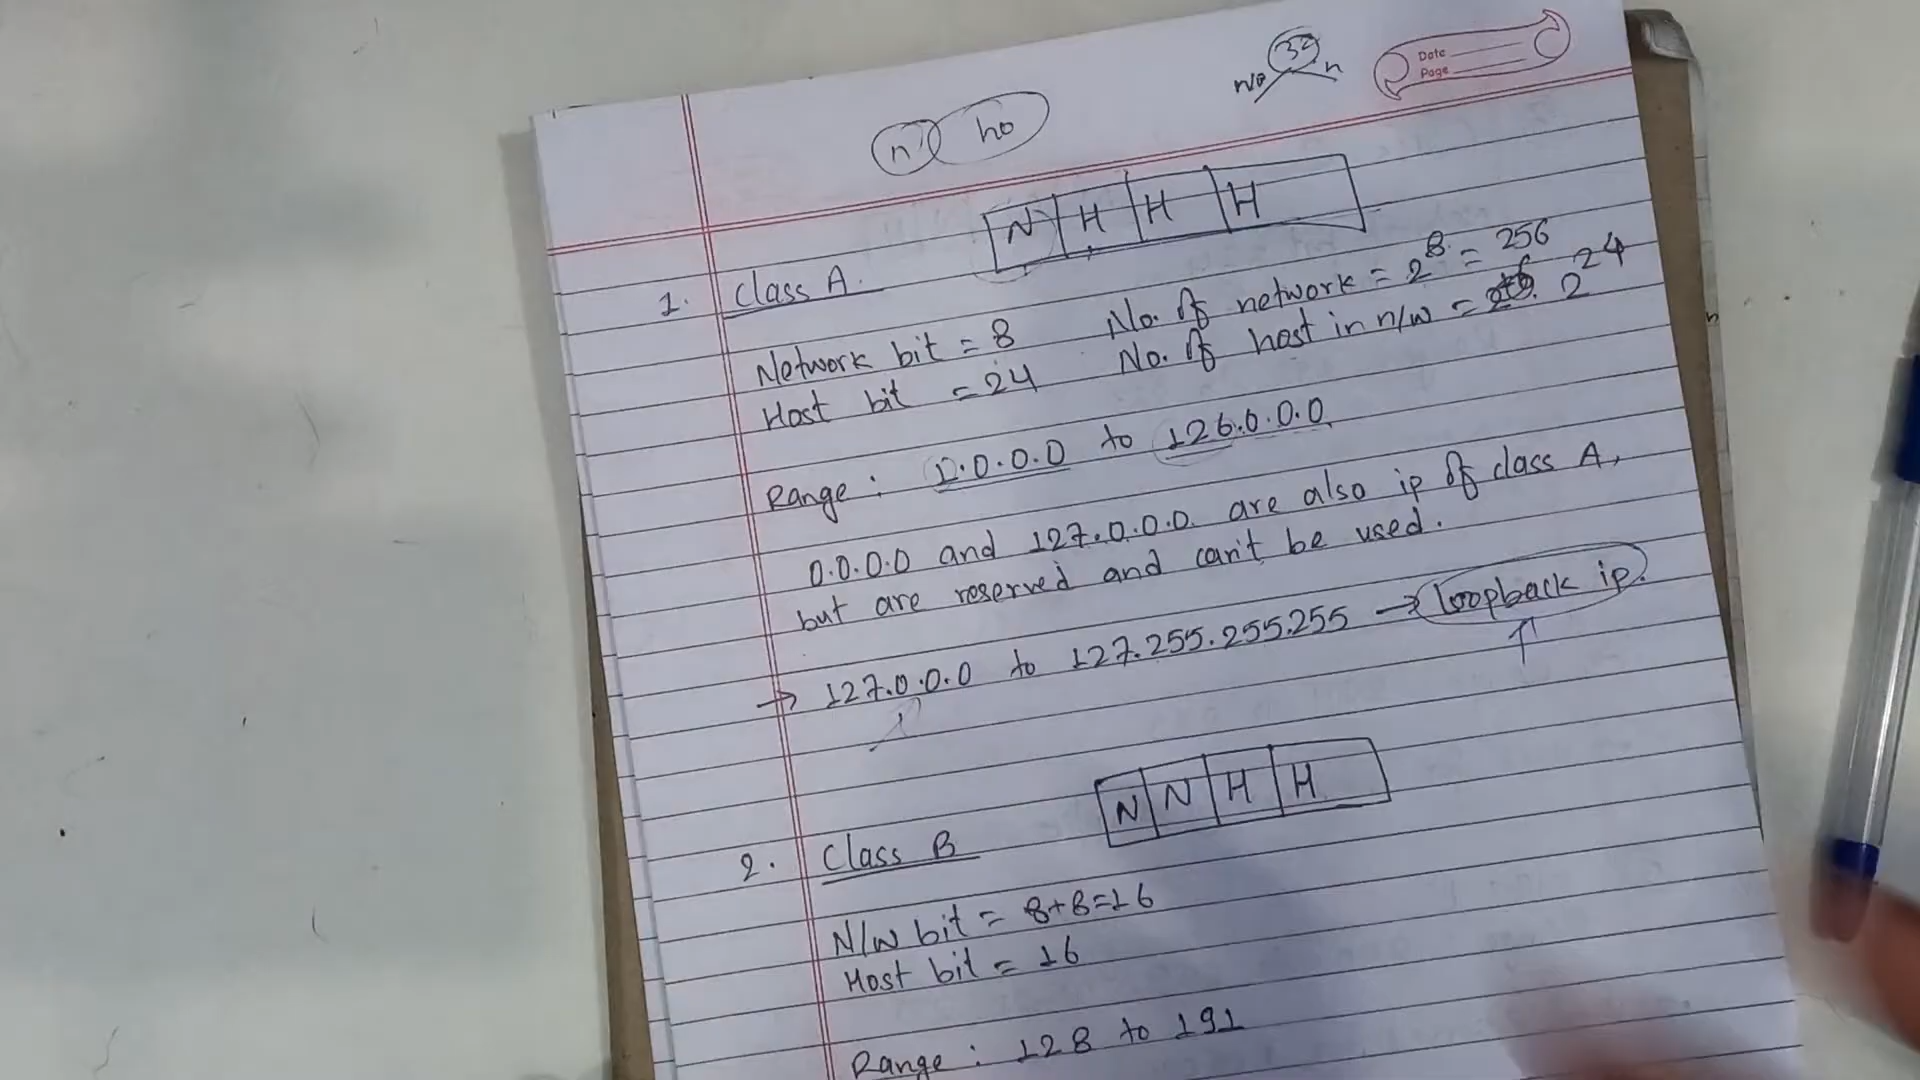 n ho
no 32 n
Date
Page
N H H H
1. Class A.
Network bit = 8 No. of network = 2^8 = 256
Host bit = 24 No. of host in n/w = 2^24
Range : 1.0.0.0 to 126.0.0.0
0.0.0.0 and 127.0.0.0. are also ip of class A,
but are reserved and can't be used.
→ 127.0.0.0 to 127.255.255.255 → loopback ip.
N N H H
2. Class B
N/W bit = 8+8=16
Host bit = 16
Range : 128 to 191